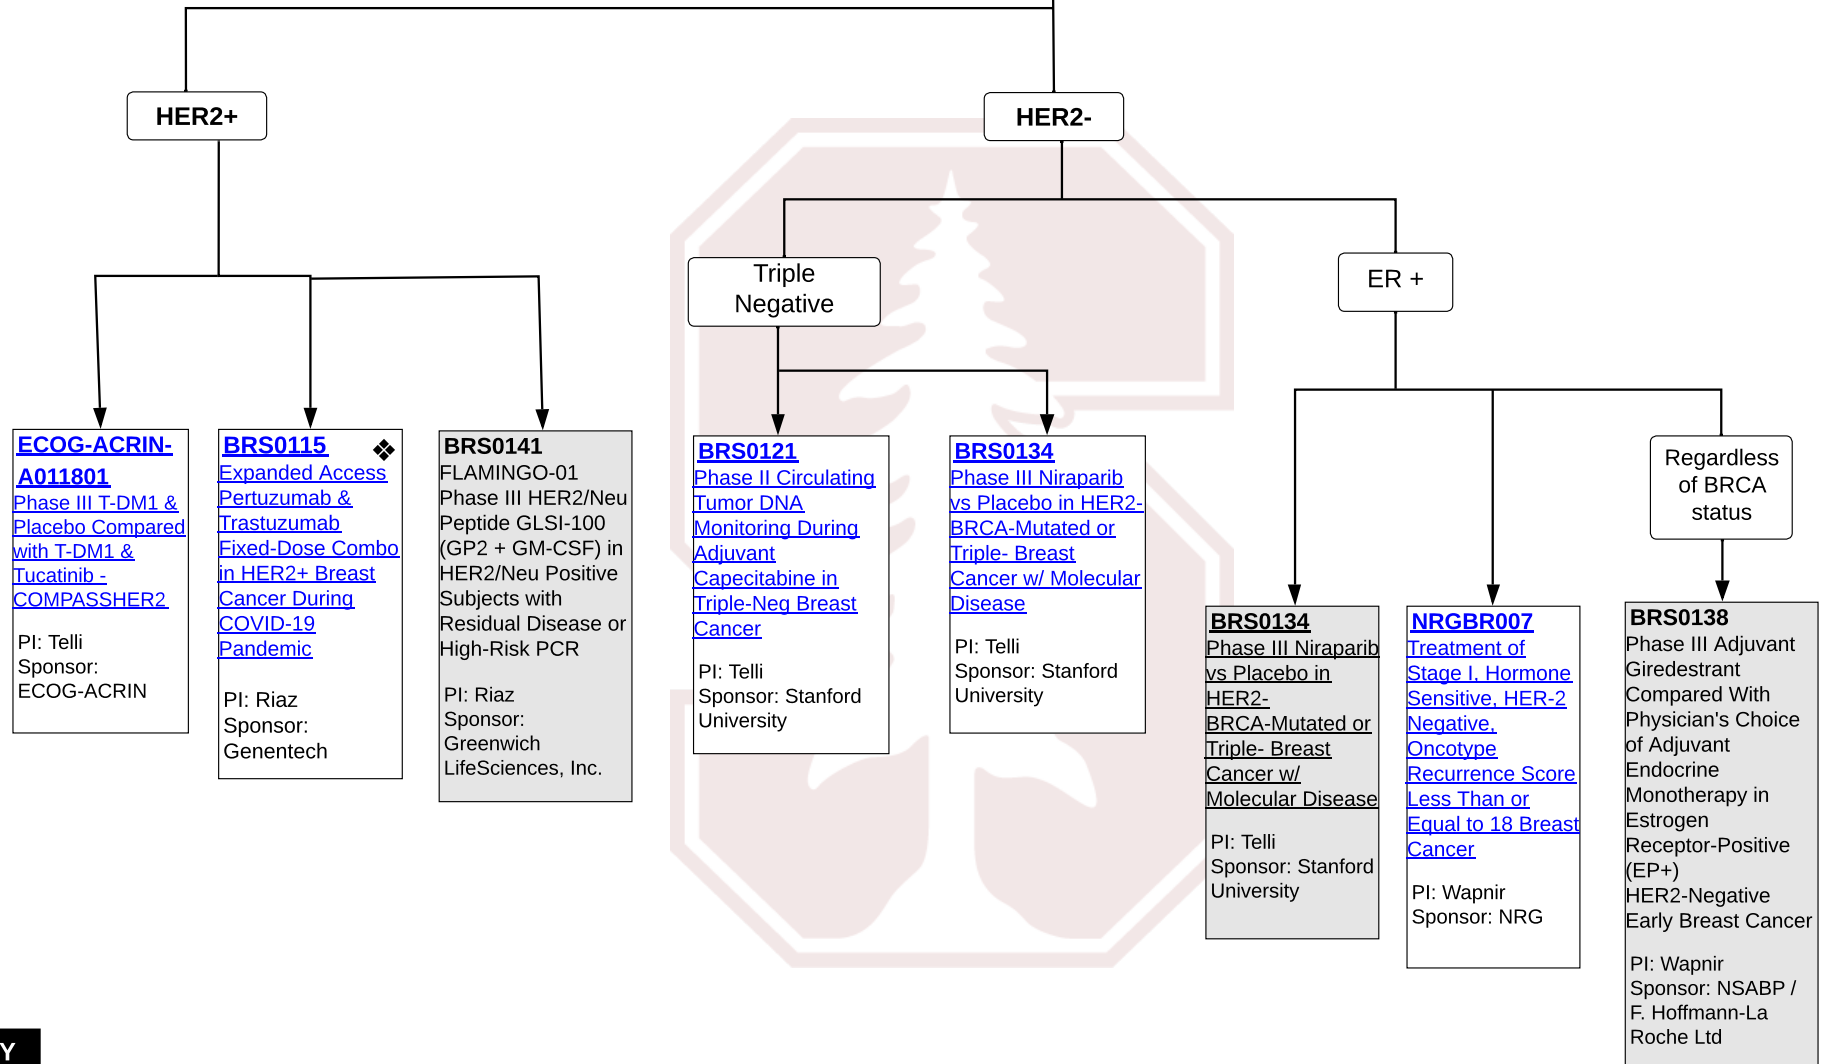 HER2+
HER2-
Triple
Negative
ER +
ECOG-ACRIN-
A011801
Phase III T-DM1 &
Placebo Compared
with T-DM1 &
Tucatinib -
COMPASSHER2
PI: Telli
Sponsor:
ECOG-ACRIN
BRS0115 ❖
Expanded Access
Pertuzumab &
Trastuzumab
Fixed-Dose Combo
in HER2+ Breast
Cancer During
COVID-19
Pandemic
PI: Riaz
Sponsor:
Genentech
BRS0141
FLAMINGO-01
Phase III HER2/Neu
Peptide GLSI-100
(GP2 + GM-CSF) in
HER2/Neu Positive
Subjects with
Residual Disease or
High-Risk PCR
PI: Riaz
Sponsor:
Greenwich
LifeSciences, Inc.
BRS0121
Phase II Circulating
Tumor DNA
Monitoring During
Adjuvant
Capecitabine in
Triple-Neg Breast
Cancer
PI: Telli
Sponsor: Stanford
University
BRS0134
Phase III Niraparib
vs Placebo in HER2-
BRCA-Mutated or
Triple- Breast
Cancer w/ Molecular
Disease
PI: Telli
Sponsor: Stanford
University
BRS0134
Phase III Niraparib
vs Placebo in
HER2-
BRCA-Mutated or
Triple- Breast
Cancer w/
Molecular Disease
PI: Telli
Sponsor: Stanford
University
NRGBR007
Treatment of
Stage I, Hormone
Sensitive, HER-2
Negative,
Oncotype
Recurrence Score
Less Than or
Equal to 18 Breast
Cancer
PI: Wapnir
Sponsor: NRG
Regardless
of BRCA
status
BRS0138
Phase III Adjuvant
Giredestrant
Compared With
Physician's Choice
of Adjuvant
Endocrine
Monotherapy in
Estrogen
Receptor-Positive
(EP+)
HER2-Negative
Early Breast Cancer
PI: Wapnir
Sponsor: NSABP /
F. Hoffmann-La
Roche Ltd
Y